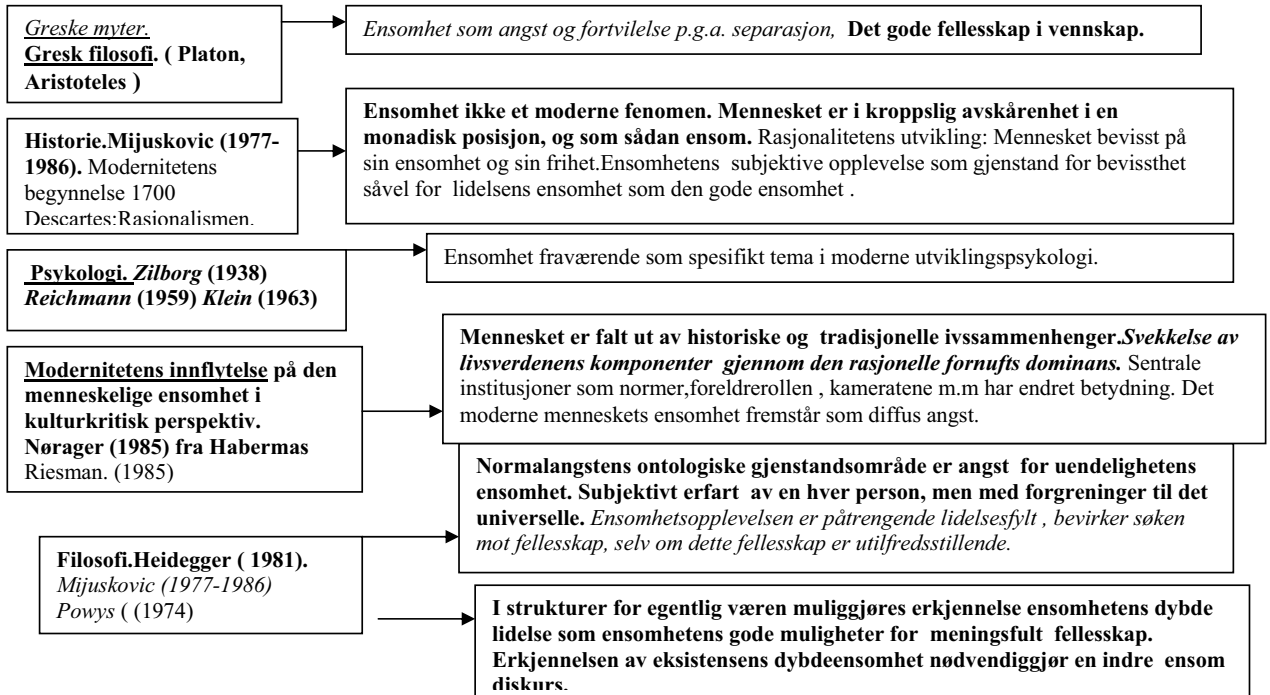 Greske myter.
Gresk filosofi. ( Platon,
Aristoteles )
Ensomhet som angst og fortvilelse p.g.a. separasjon, Det gode fellesskap i vennskap.
Historie.Mijuskovic (1977-
1986). Modernitetens
begynnelse 1700
Descartes:Rasjonalismen.
Ensomhet ikke et moderne fenomen. Mennesket er i kroppslig avskårenhet i en
monadisk posisjon, og som sådan ensom. Rasjonalitetens utvikling: Mennesket bevisst på
sin ensomhet og sin frihet.Ensomhetens subjektive opplevelse som gjenstand for bevissthet
såvel for lidelsens ensomhet som den gode ensomhet .
Psykologi. Zilborg (1938)
Reichmann (1959) Klein (1963)
Ensomhet fraværende som spesifikt tema i moderne utviklingspsykologi.
Modernitetens innflytelse på den
menneskelige ensomhet i
kulturkritisk perspektiv.
Nørager (1985) fra Habermas
Riesman. (1985)
Mennesket er falt ut av historiske og tradisjonelle ivssammenhenger.Svekkelse av
livsverdenens komponenter gjennom den rasjonelle fornufts dominans. Sentrale
institusjoner som normer,foreldrerollen , kameratene m.m har endret betydning. Det
moderne menneskets ensomhet fremstår som diffus angst.
Filosofi.Heidegger ( 1981).
Mijuskovic (1977-1986)
Powys ( (1974)
Normalangstens ontologiske gjenstandsområde er angst for uendelighetens
ensomhet. Subjektivt erfart av en hver person, men med forgreninger til det
universelle. Ensomhetsopplevelsen er påtrengende lidelsesfylt , bevirker søken
mot fellesskap, selv om dette fellesskap er utilfredsstillende.
I strukturer for egentlig væren muliggjøres erkjennelse ensomhetens dybde
lidelse som ensomhetens gode muligheter for meningsfult fellesskap.
Erkjennelsen av eksistensens dybdeensomhet nødvendiggjør en indre ensom
diskurs.